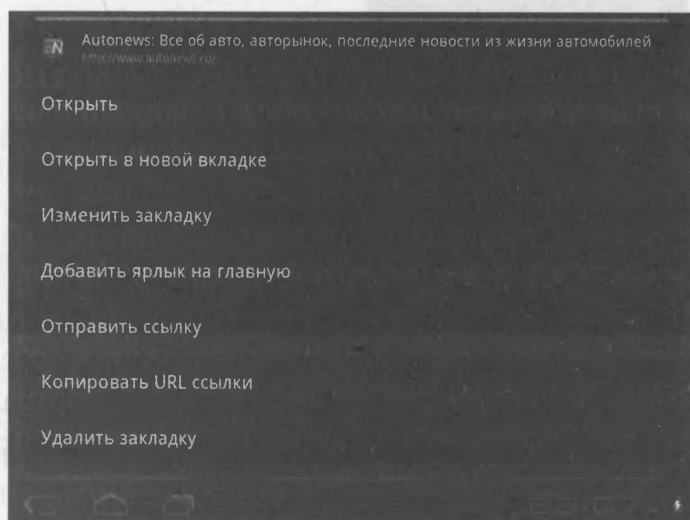 Autonews: Все об авто, авторынок, последние новости из жизни автомобилей
http://www.autonews.ru/
Открыть
Открыть в новой вкладке
Изменить закладку
Добавить ярлык на главную
Отправить ссылку
Копировать URL ссылки
Удалить закладку